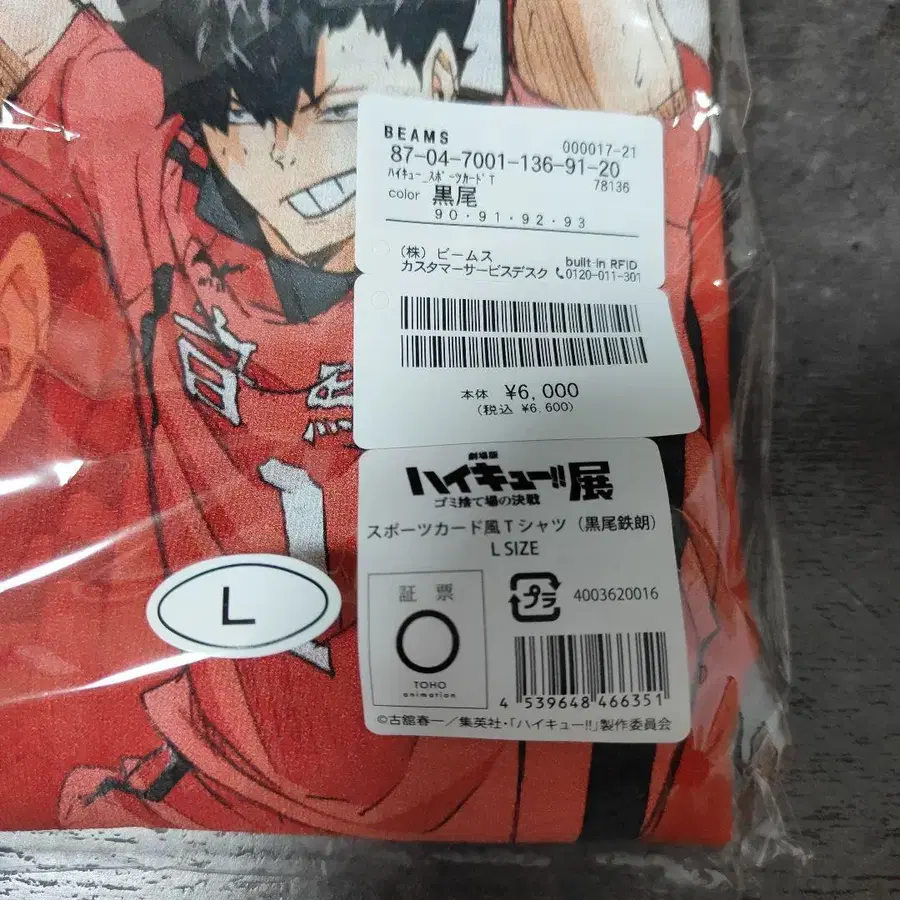 BEAMS
000017-21
87-04-7001-136-91-20
ﾊｲｷｭー_ｽﾎﾟーﾂｶーﾄﾞT
78136
color 黒尾
90・91・92・93
(株) ビームス
カスタマーサービスデスク
built-in RFID
0120-011-301
本体 ¥6,000
(税込 ¥6,600)
劇場版
ハイキュー!!展
ゴミ捨て場の決戦
スポーツカード風Tシャツ (黒尾鉄朗)
L SIZE
証票
TOHO
animation
プラ
4003620016
4 539648 466351
©古舘春一/集英社・「ハイキュー!!」製作委員会
L
音駒
1